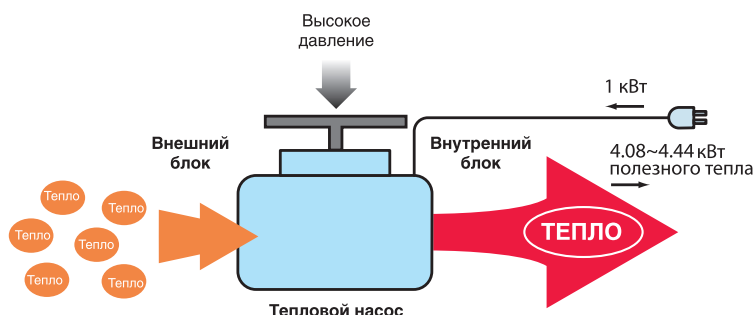 Высокое
давление
1 кВт
Внешний
блок
Внутренний
блок
4.08~4.44 кВт
полезного тепла
Тепло
Тепло
Тепло
Тепло
Тепло
Тепло
ТЕПЛО
Тепловой насос